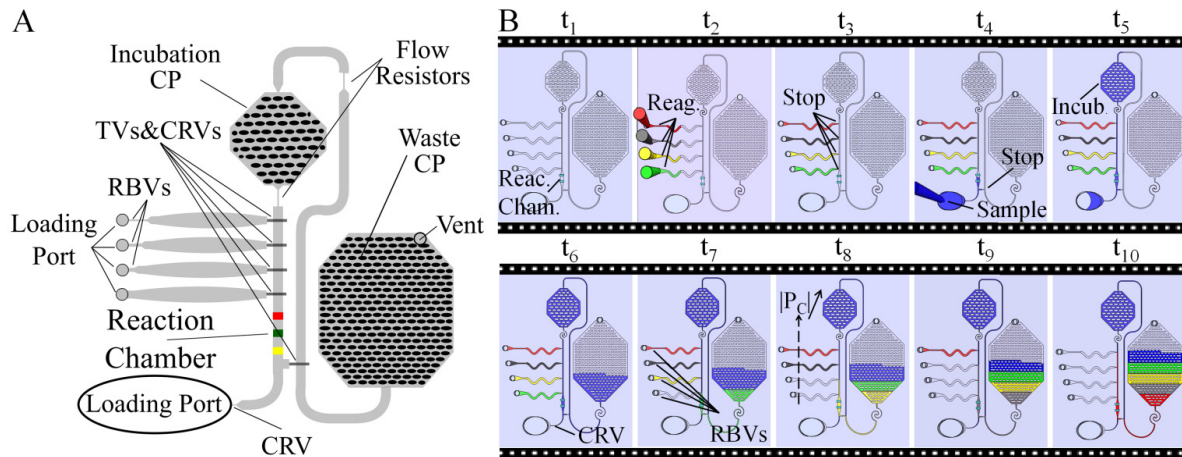 A
Incubation
CP
Flow
Resistors
TVs&CRVs
Waste
CP
RBVs
Loading
Port
Vent
Reaction
Chamber
Loading Port
CRV
B
t1
t2
t3
t4
t5
Reag.
Stop
Incub.
Reac.
Cham.
Stop
Sample
t6
t7
t8
t9
t10
|PC|
CRV
RBVs